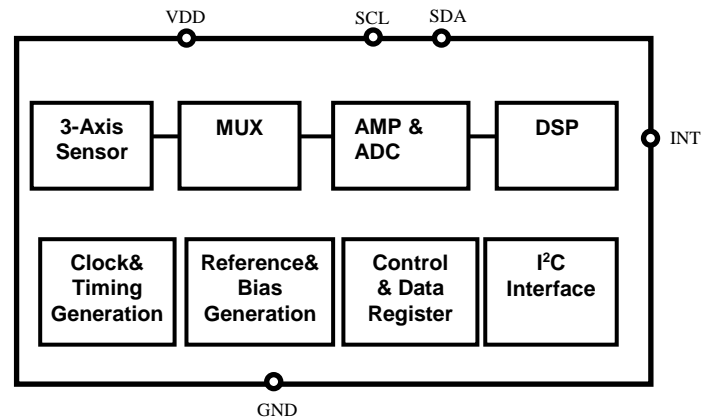 VDD
SCL
SDA
3-Axis
Sensor
MUX
AMP &
ADC
DSP
INT
Clock&
Timing
Generation
Reference&
Bias
Generation
Control
& Data
Register
I²C
Interface
GND